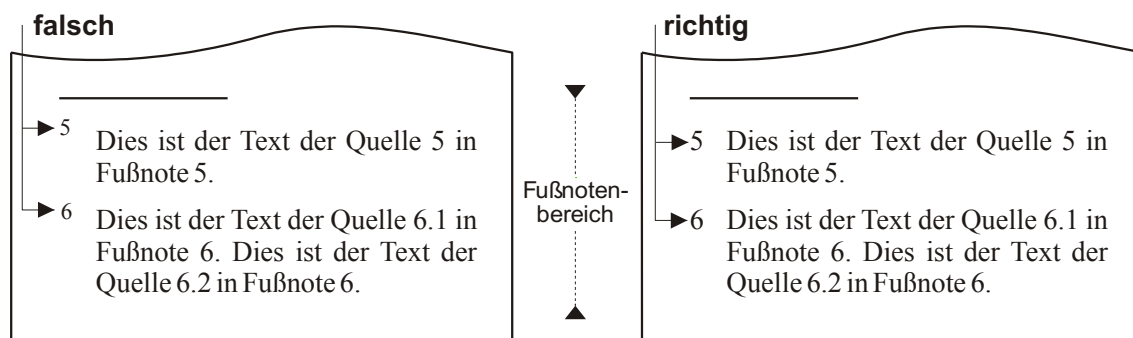 falsch
5 Dies ist der Text der Quelle 5 in
Fußnote 5.
6 Dies ist der Text der Quelle 6.1 in
Fußnote 6. Dies ist der Text der
Quelle 6.2 in Fußnote 6.
Fußnoten-
bereich
richtig
5 Dies ist der Text der Quelle 5 in
Fußnote 5.
6 Dies ist der Text der Quelle 6.1 in
Fußnote 6. Dies ist der Text der
Quelle 6.2 in Fußnote 6.